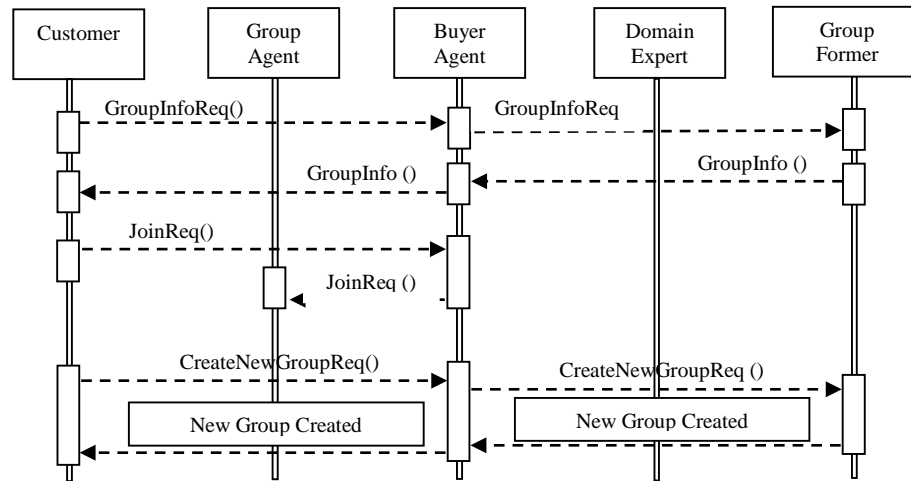 Customer
Group
Agent
Buyer
Agent
Domain
Expert
Group
Former
GroupInfoReq()
GroupInfoReq
GroupInfo ()
GroupInfo ()
JoinReq()
JoinReq ()
CreateNewGroupReq()
CreateNewGroupReq ()
New Group Created
New Group Created